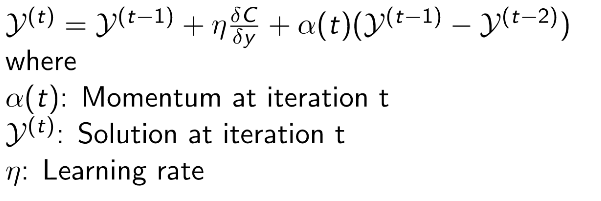 𝒴^(t) = 𝒴^(t−1) + η δC/δy + α(t)(𝒴^(t−1) − 𝒴^(t−2))
where
α(t): Momentum at iteration t
𝒴^(t): Solution at iteration t
η: Learning rate